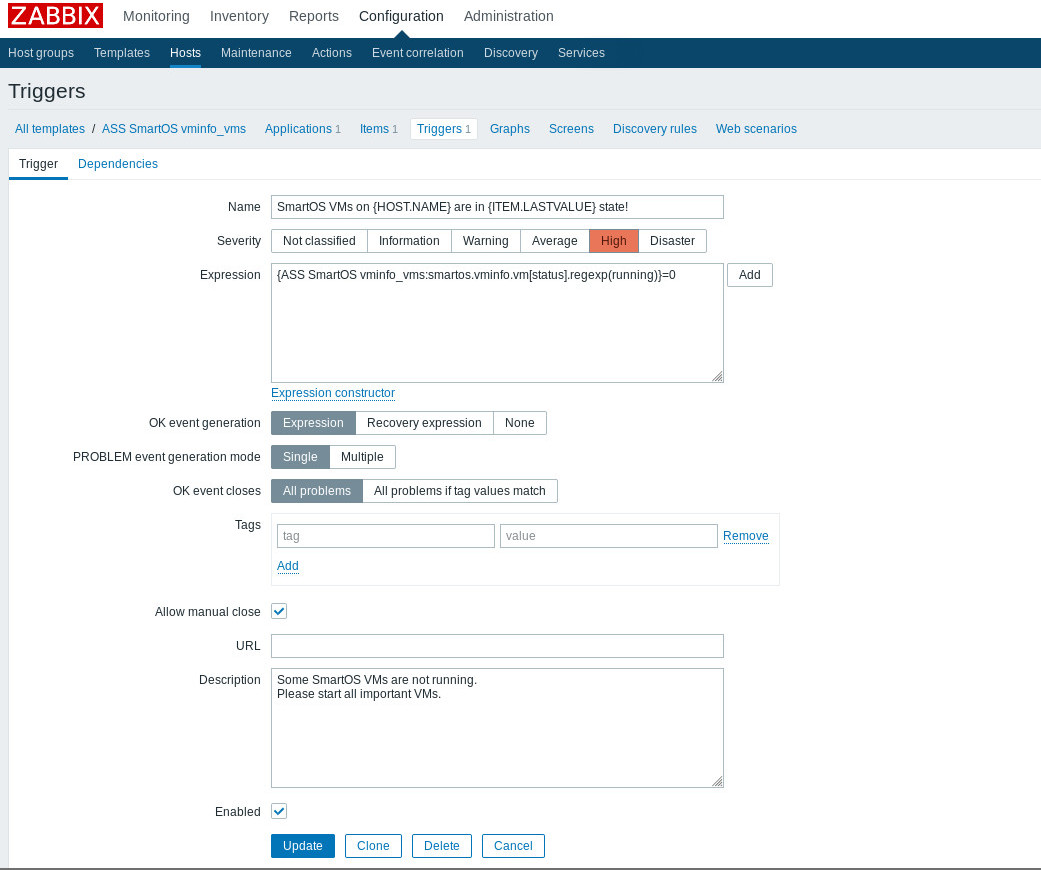 ZABBIX Monitoring Inventory Reports Configuration Administration
Host groups Templates Hosts Maintenance Actions Event correlation Discovery Services
Triggers
All templates / ASS SmartOS vminfo_vms Applications 1 Items 1 Triggers 1 Graphs Screens Discovery rules Web scenarios
Trigger Dependencies
Name SmartOS VMs on {HOST.NAME} are in {ITEM.LASTVALUE} state!
Severity Not classified Information Warning Average High Disaster
Expression {ASS SmartOS vminfo_vms:smartos.vminfo.vm[status].regexp(running)}=0 Add
Expression constructor
OK event generation Expression Recovery expression None
PROBLEM event generation mode Single Multiple
OK event closes All problems All problems if tag values match
Tags tag value Remove
Add
Allow manual close
URL
Description Some SmartOS VMs are not running.
Please start all important VMs.
Enabled
Update Clone Delete Cancel